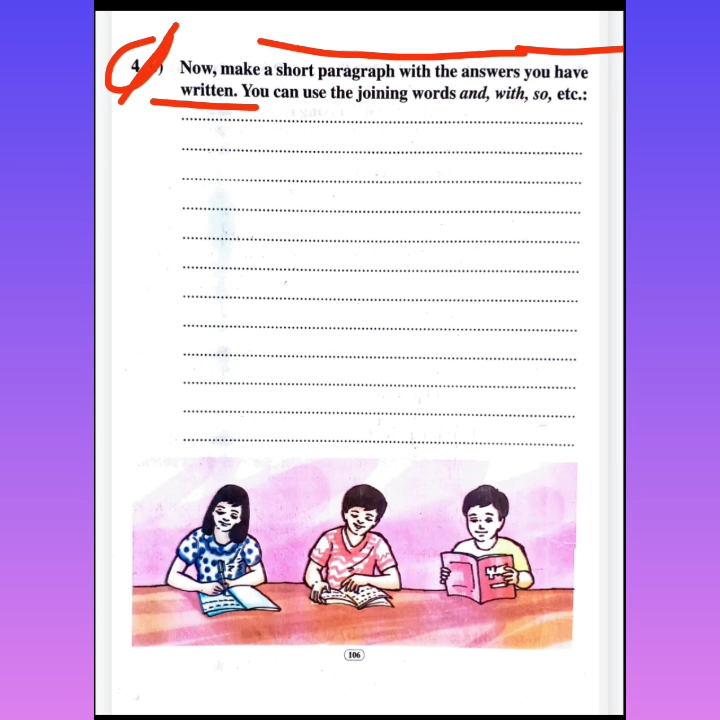 4.
Now, make a short paragraph with the answers you have
written. You can use the joining words and, with, so, etc.:
106